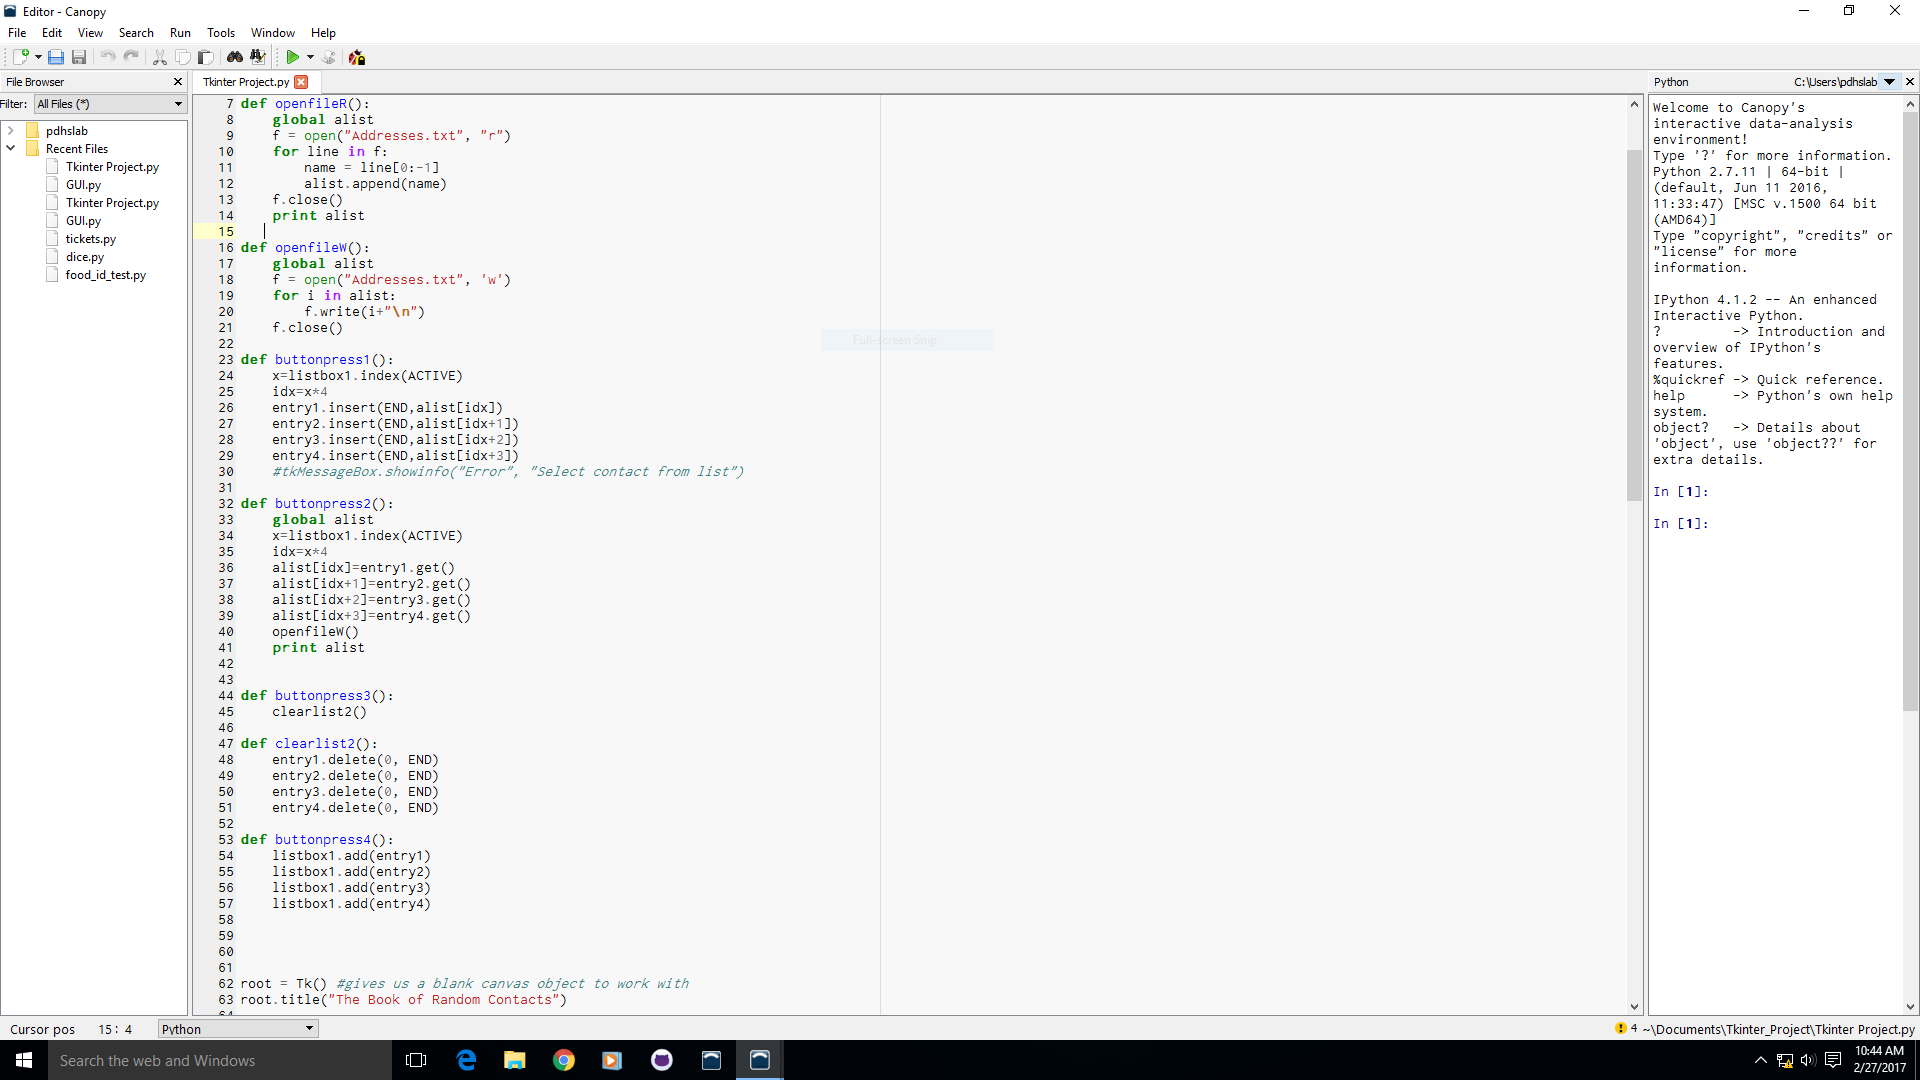 Editor - Canopy
File Edit View Search Run Tools Window Help
File Browser
Filter: All Files (*)
pdhslab
Recent Files
Tkinter Project.py
GUI.py
Tkinter Project.py
GUI.py
tickets.py
dice.py
food_id_test.py
Tkinter Project.py
7 def openfileR():
8     global alist
9     f = open("Addresses.txt", "r")
10     for line in f:
11         name = line[0:-1]
12         alist.append(name)
13     f.close()
14     print alist
15
16 def openfileW():
17     global alist
18     f = open("Addresses.txt", 'w')
19     for i in alist:
20         f.write(i+"\n")
21     f.close()
22
23 def buttonpress1():
24     x=listbox1.index(ACTIVE)
25     idx=x*4
26     entry1.insert(END,alist[idx])
27     entry2.insert(END,alist[idx+1])
28     entry3.insert(END,alist[idx+2])
29     entry4.insert(END,alist[idx+3])
30     #tkMessageBox.showinfo("Error", "Select contact from list")
31
32 def buttonpress2():
33     global alist
34     x=listbox1.index(ACTIVE)
35     idx=x*4
36     alist[idx]=entry1.get()
37     alist[idx+1]=entry2.get()
38     alist[idx+2]=entry3.get()
39     alist[idx+3]=entry4.get()
40     openfileW()
41     print alist
42
43
44 def buttonpress3():
45     clearlist2()
46
47 def clearlist2():
48     entry1.delete(0, END)
49     entry2.delete(0, END)
50     entry3.delete(0, END)
51     entry4.delete(0, END)
52
53 def buttonpress4():
54     listbox1.add(entry1)
55     listbox1.add(entry2)
56     listbox1.add(entry3)
57     listbox1.add(entry4)
58
59
60
61
62 root = Tk() #gives us a blank canvas object to work with
63 root.title("The Book of Random Contacts")
64
Full-screen Snip
Python C:\Users\pdhslab
Welcome to Canopy's
interactive data-analysis
environment!
Type '?' for more information.
Python 2.7.11 | 64-bit |
(default, Jun 11 2016,
11:33:47) [MSC v.1500 64 bit
(AMD64)]
Type "copyright", "credits" or
"license" for more
information.
IPython 4.1.2 -- An enhanced
Interactive Python.
?         -> Introduction and
overview of IPython's
features.
%quickref -> Quick reference.
help      -> Python's own help
system.
object?   -> Details about
'object', use 'object??' for
extra details.
In [1]:
In [1]:
Cursor pos 15: 4 Python 4 ~\Documents\Tkinter_Project\Tkinter Project.py
Search the web and Windows
10:44 AM
2/27/2017